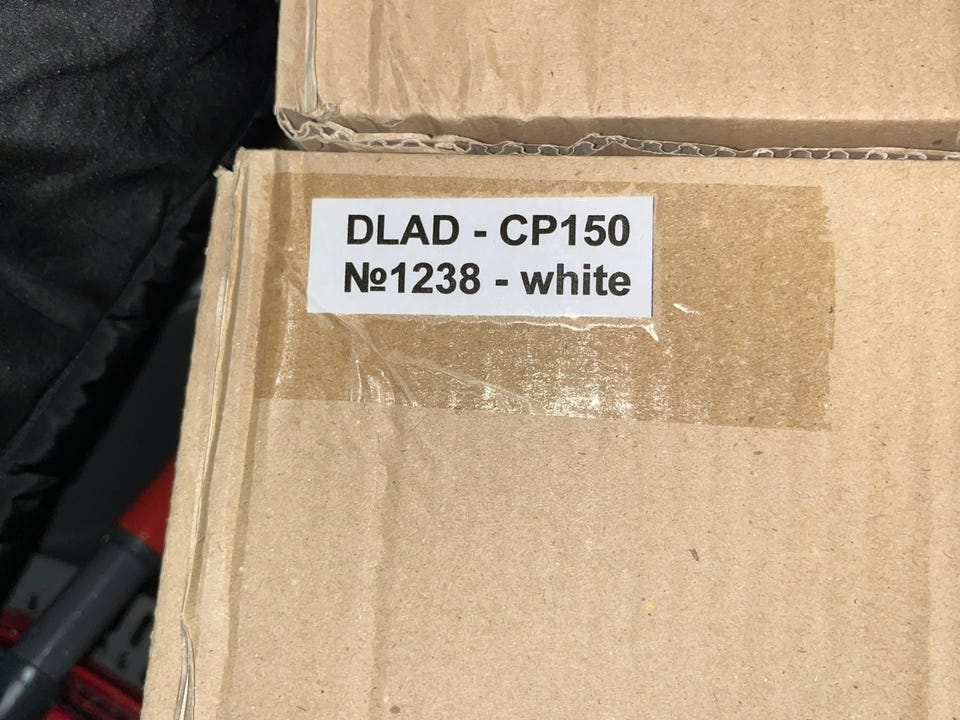 DLAD - CP150
№1238 - white